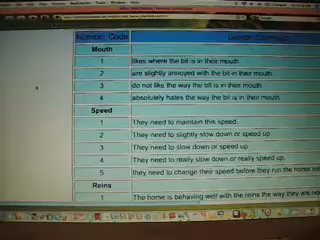 Number Code
Mouth
1 likes where the bit is in their mouth
2 are slightly annoyed with the bit in their mouth
3 do not like the way the bit is in their mouth
4 absolutely hates the way the bit is in their mouth
Speed
1 They need to maintain this speed.
2 They need to slightly slow down or speed up
3 They need to slow down or speed up
4 They need to really slow down or really speed up.
5 they need to change their speed before they run the horse
Reins
1 The horse is behaving well with the reins the way they are